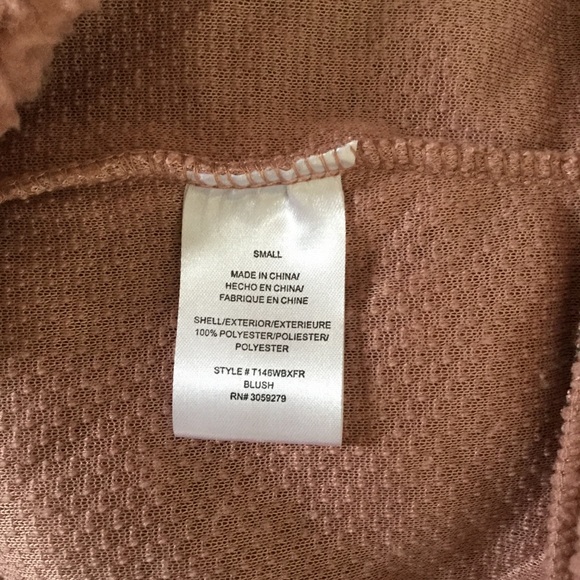 SMALL
MADE IN CHINA/
HECHO EN CHINA/
FABRIQUE EN CHINE
SHELL/EXTERIOR/EXTERIEURE
100% POLYESTER/POLIESTER/
POLYESTER
STYLE # T146WBXFR
BLUSH
RN# 3059279